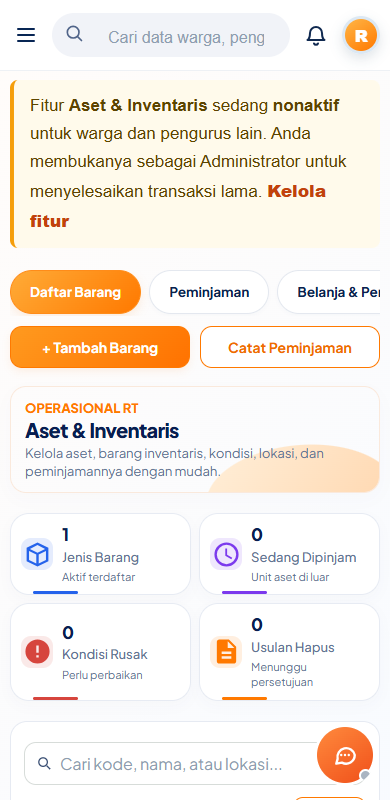 Cari data warga, peng
R
Fitur Aset & Inventaris sedang nonaktif
untuk warga dan pengurus lain. Anda
membukanya sebagai Administrator untuk
menyelesaikan transaksi lama. Kelola
fitur
Daftar Barang
Peminjaman
Belanja & Per
+ Tambah Barang
Catat Peminjaman
OPERASIONAL RT
Aset & Inventaris
Kelola aset, barang inventaris, kondisi, lokasi, dan
peminjamannya dengan mudah.
1
Jenis Barang
Aktif terdaftar
0
Sedang Dipinjam
Unit aset di luar
0
Kondisi Rusak
Perlu perbaikan
0
Usulan Hapus
Menunggu
persetujuan
Cari kode, nama, atau lokasi...